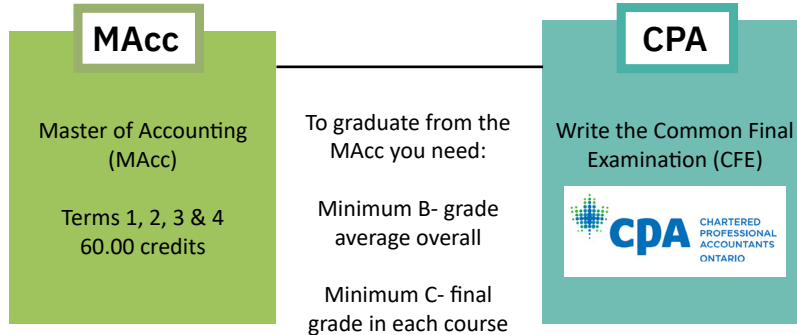 MAcc
Master of Accounting
(MAcc)
Terms 1, 2, 3 & 4
60.00 credits
To graduate from the
MAcc you need:
Minimum B- grade
average overall
Minimum C- final
grade in each course
CPA
Write the Common Final
Examination (CFE)
cpa
CHARTERED
PROFESSIONAL
ACCOUNTANTS
ONTARIO